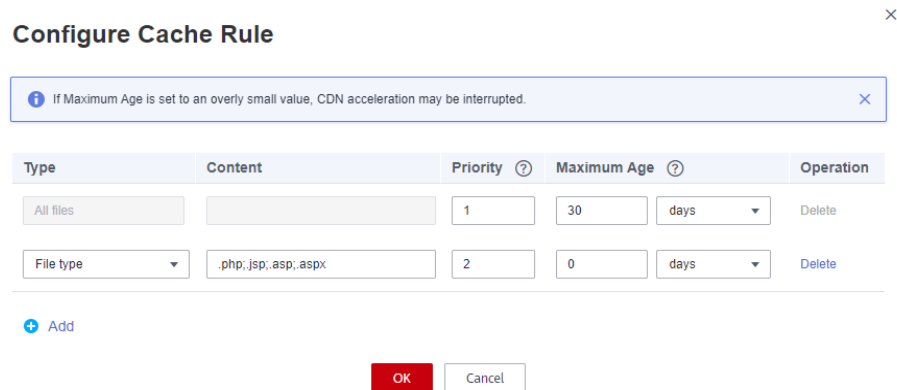 Configure Cache Rule
If Maximum Age is set to an overly small value, CDN acceleration may be interrupted.
Type Content Priority ? Maximum Age ? Operation
All files 1 30 days Delete
File type .php;.jsp;.asp;.aspx 2 0 days Delete
Add
OK Cancel